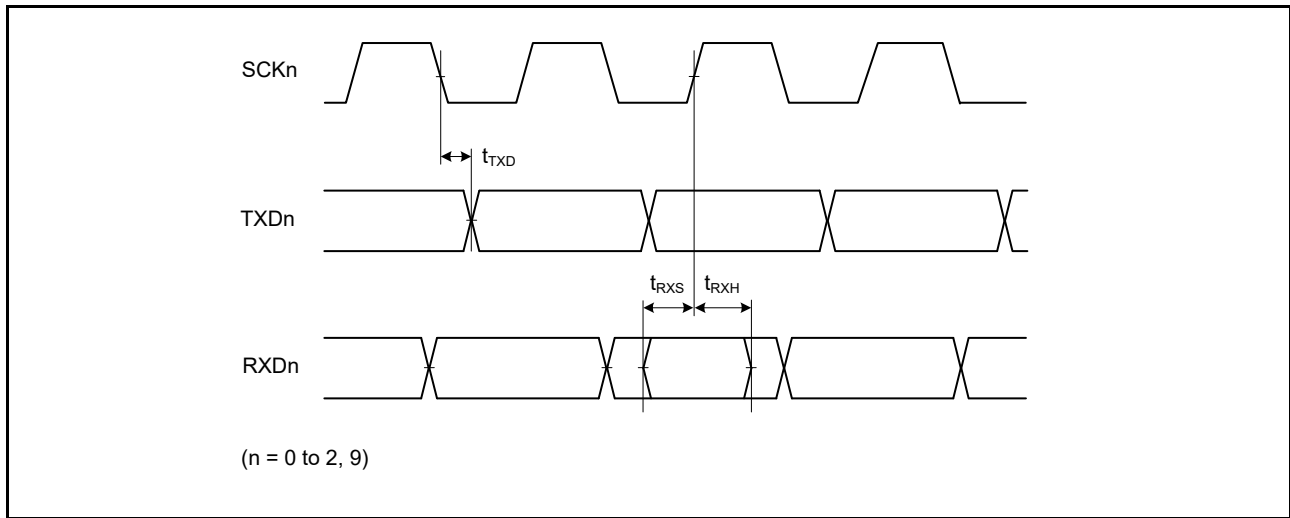 SCKn
tTXD
TXDn
tRXS tRXH
RXDn
(n = 0 to 2, 9)